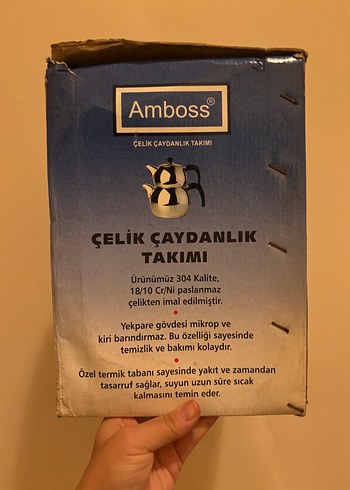 Amboss®
ÇELİK ÇAYDANLIK TAKIMI
ÇELİK ÇAYDANLIK
TAKIMI
Ürünümüz 304 Kalite,
18/10 Cr/Ni paslanmaz
çelikten imal edilmiştir.
Yekpare gövdesi mikrop ve
kiri barındırmaz. Bu özelliği sayesinde
temizlik ve bakımı kolaydır.
Özel termik tabanı sayesinde yakıt ve zamandan
tasarruf sağlar, suyun uzun süre sıcak
kalmasını temin eder.